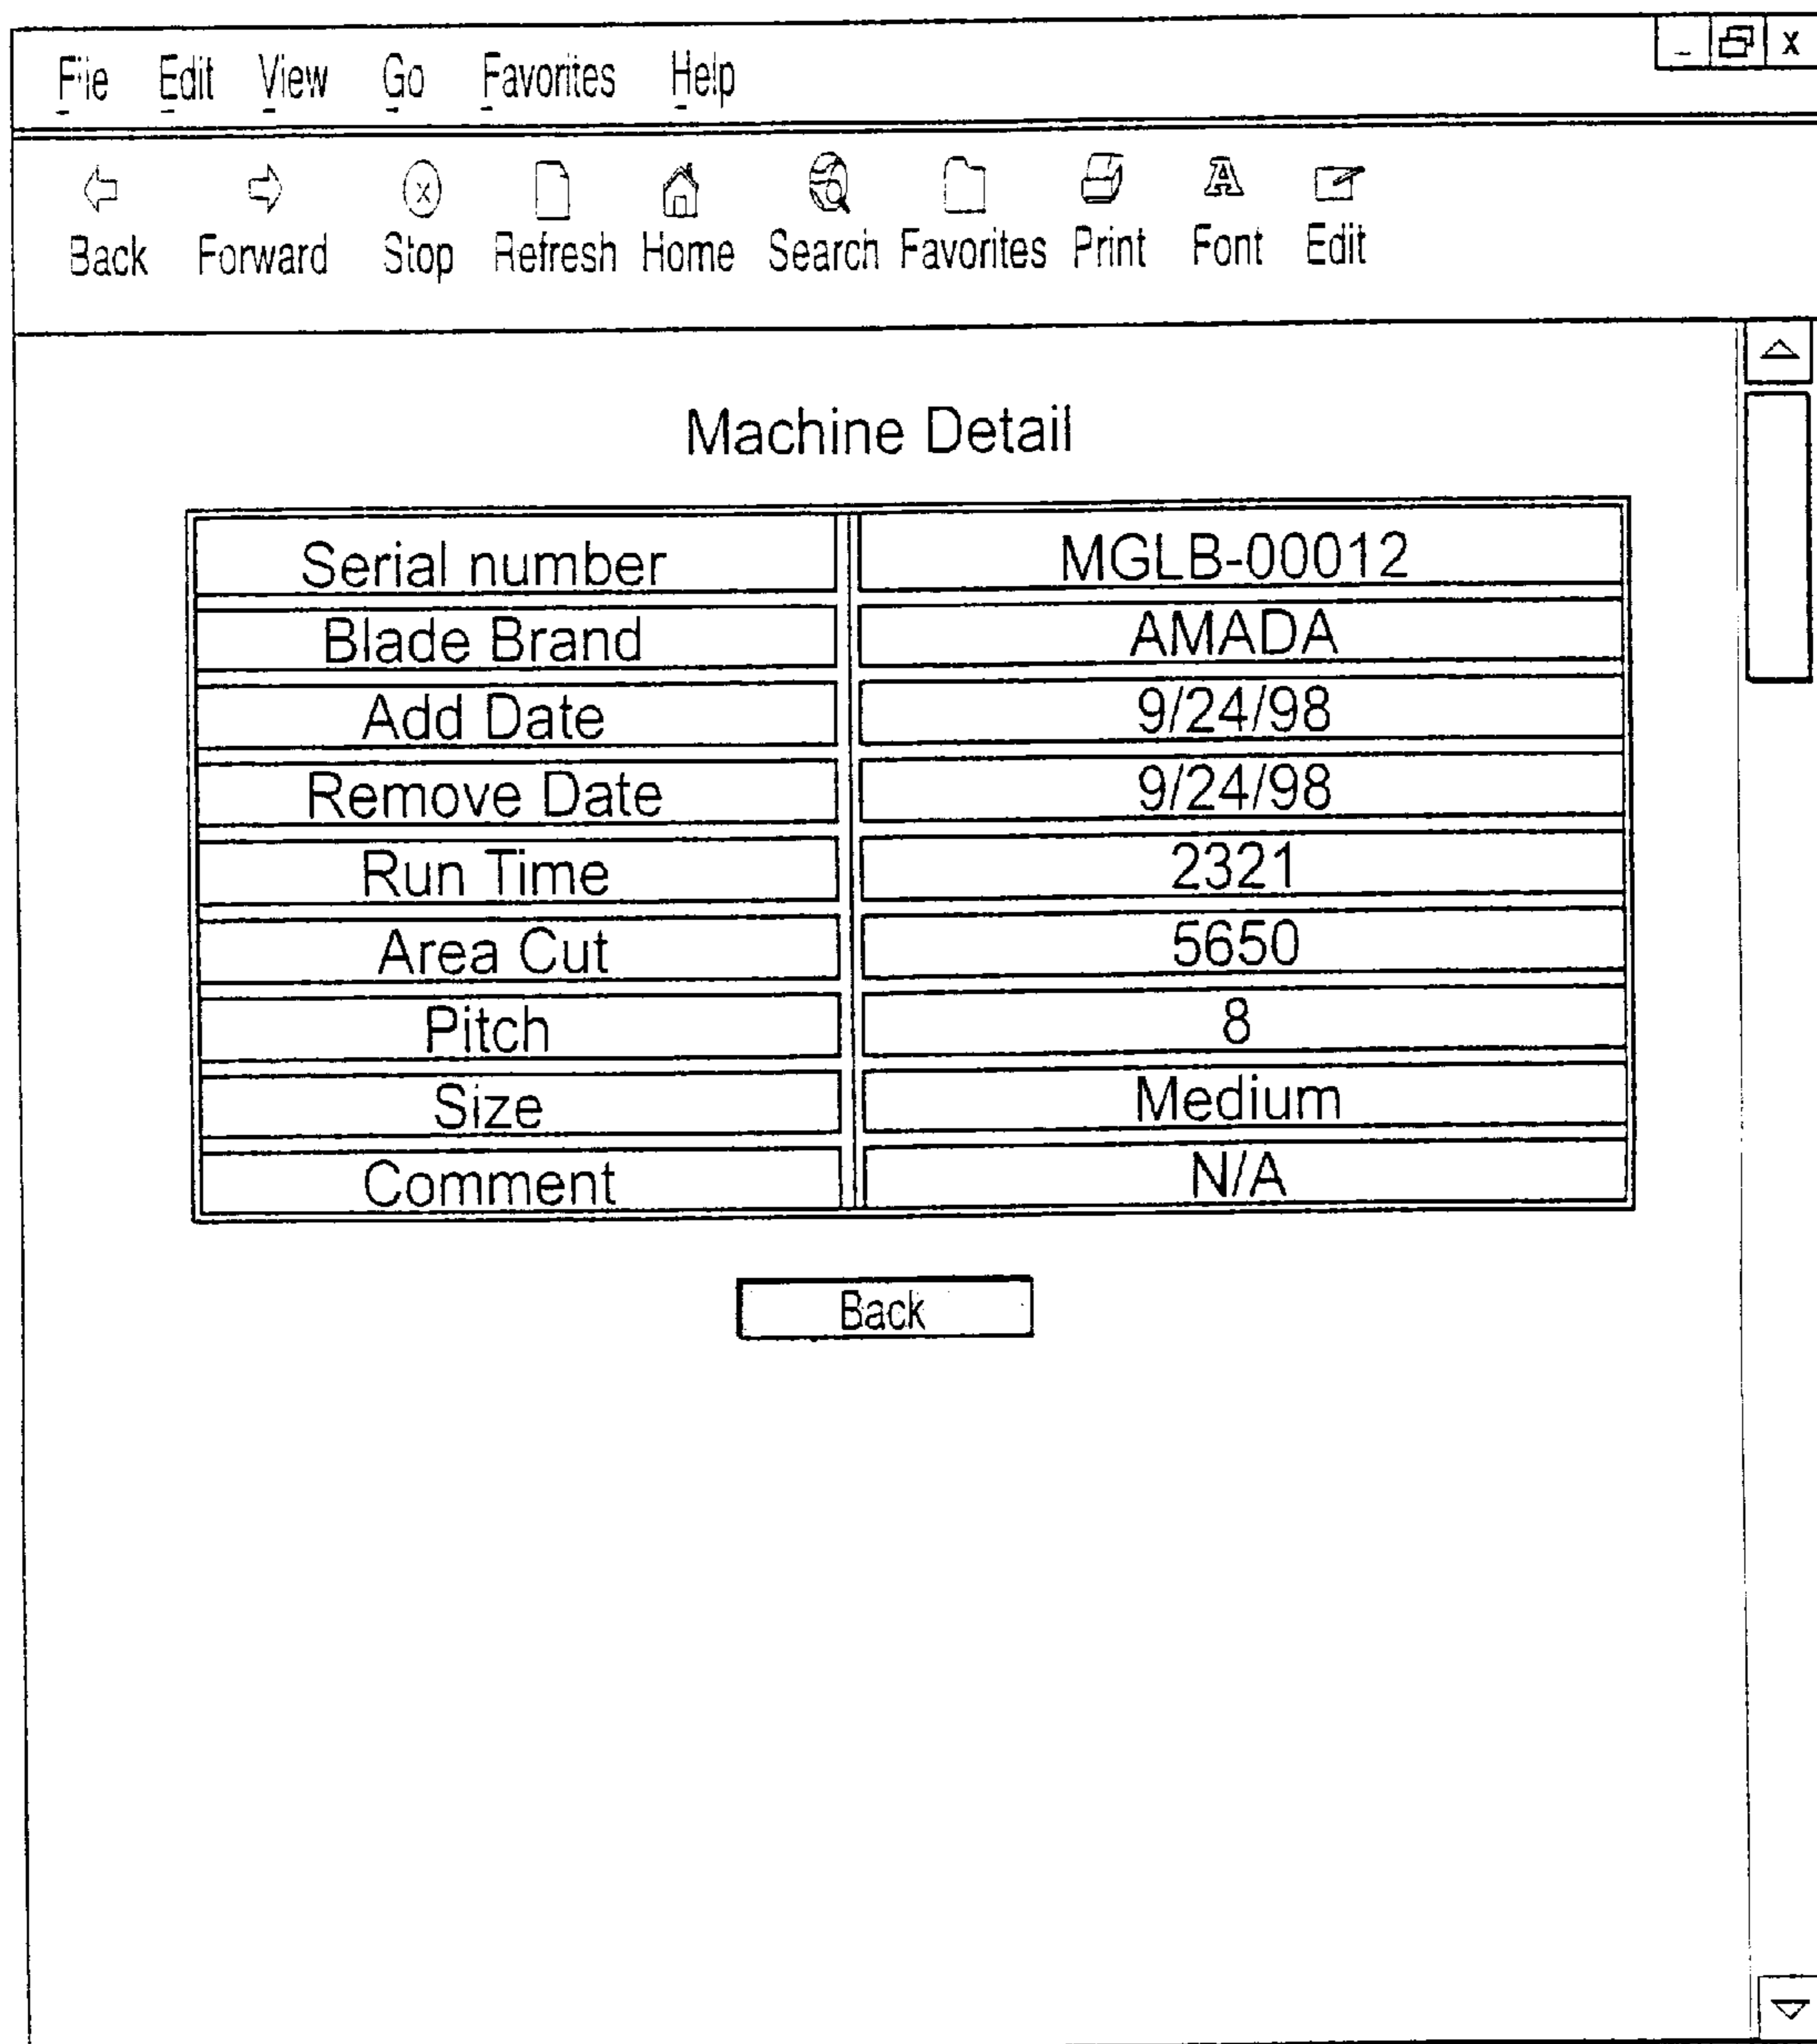 File Edit View Go Favorites Help
x
Back Forward Stop Refresh Home Search Favorites Print Font Edit
Machine Detail
Serial number MGLB-00012
Blade Brand AMADA
Add Date 9/24/98
Remove Date 9/24/98
Run Time 2321
Area Cut 5650
Pitch 8
Size Medium
Comment N/A
Back